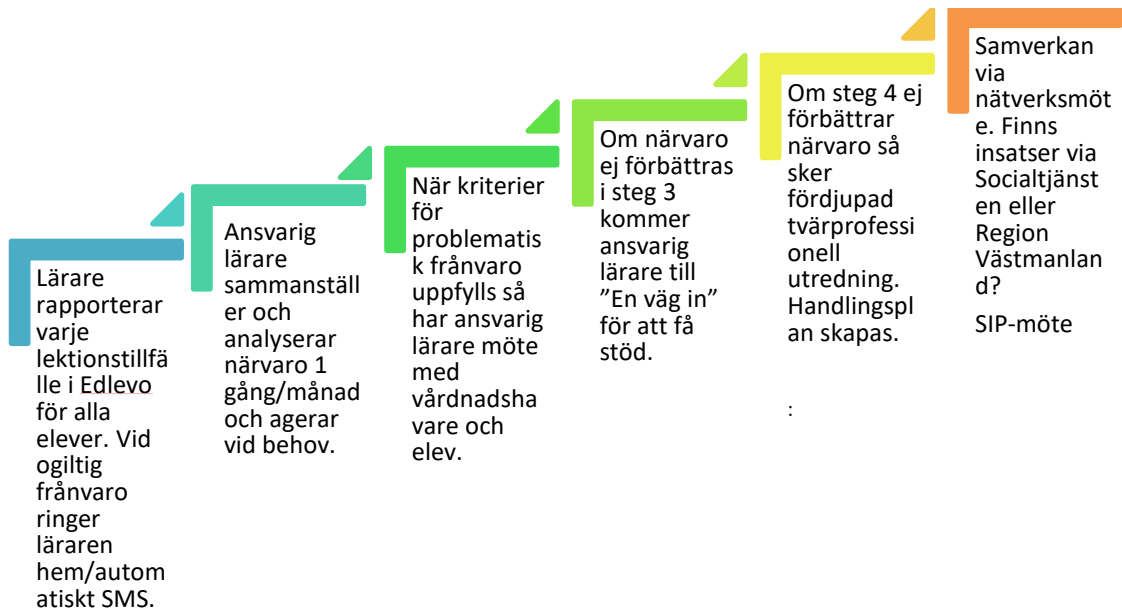 Lärare
rapporterar
varje
lektionstillfä
lle i Edlevo
för alla
elever. Vid
ogiltig
frånvaro
ringer
läraren
hem/autom
atiskt SMS.
Ansvarig
lärare
sammanställ
er och
analyserar
närvaro 1
gång/månad
och agerar
vid behov.
När kriterier
för
problematis
k frånvaro
uppfylls så
har ansvarig
lärare möte
med
vårdnadsha
vare och
elev.
Om närvaro
ej förbättras
i steg 3
kommer
ansvarig
lärare till
”En väg in”
för att få
stöd.
Om steg 4 ej
förbättrar
närvaro så
sker
fördjupad
tvärprofessi
onell
utredning.
Handlingspl
an skapas.
:
Samverkan
via
nätverksmöt
e. Finns
insatser via
Socialtjänst
en eller
Region
Västmanlan
d?
SIP-möte